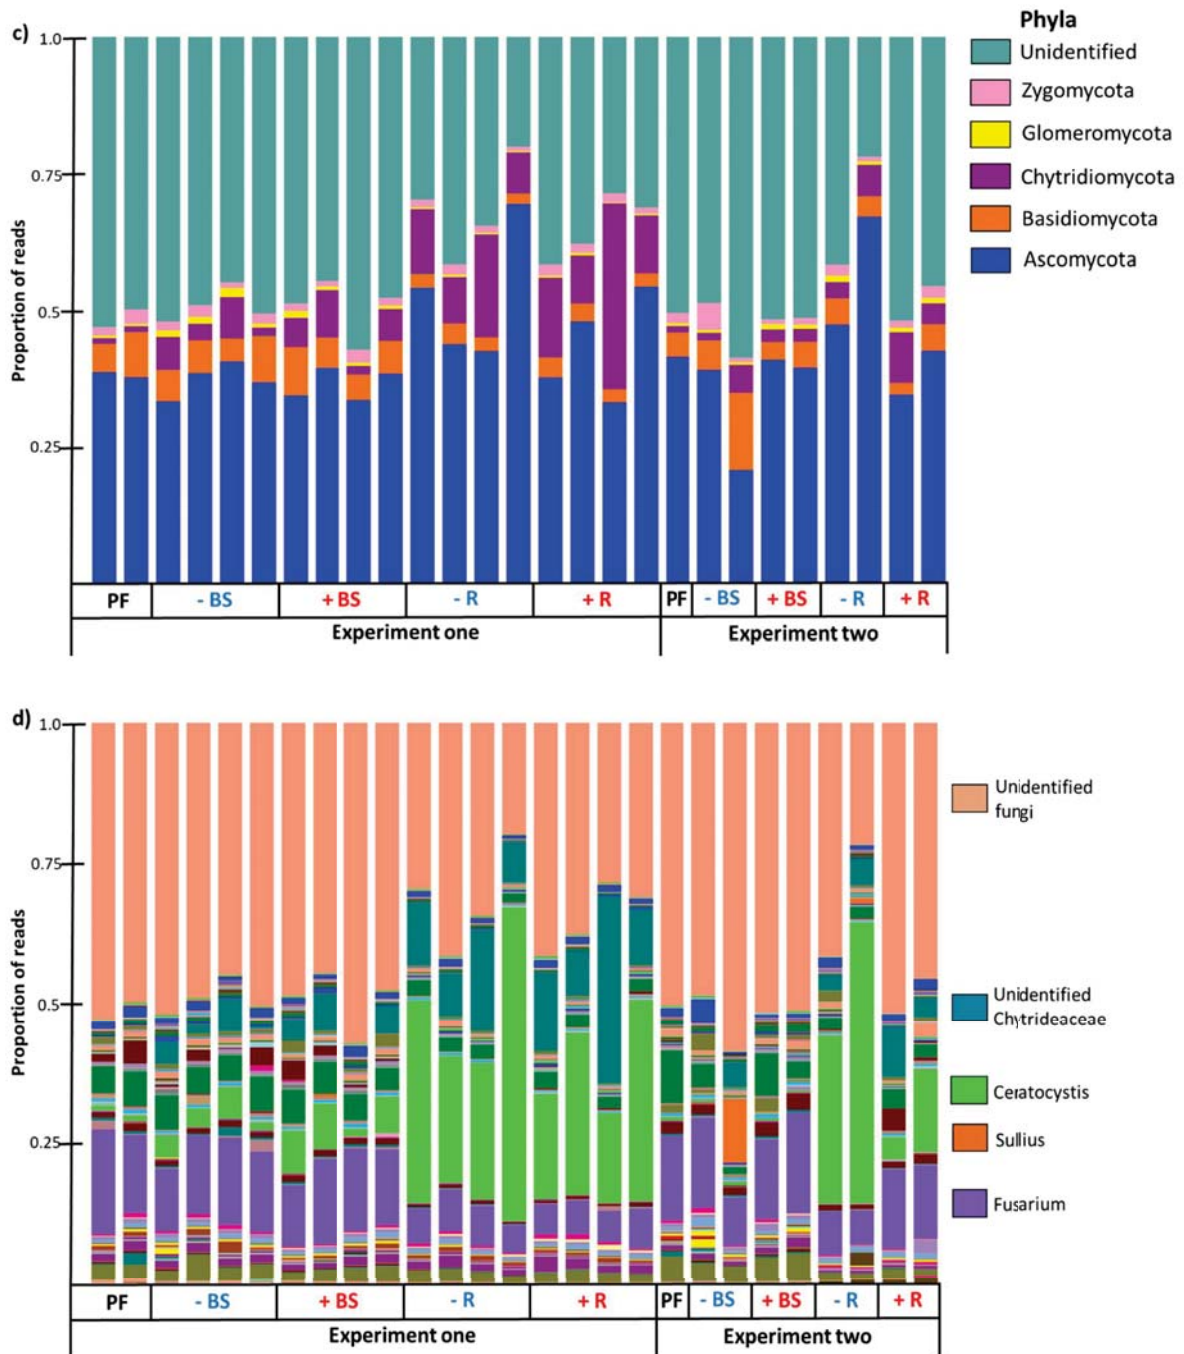 c)
Phyla
1.0
0.75
0.5
0.25
Proportion of reads
Unidentified
Zygomycota
Glomeromycota
Chytridiomycota
Basidiomycota
Ascomycota
PF - BS + BS - R + R PF - BS + BS - R + R
Experiment one Experiment two
d)
1.0
0.75
0.5
0.25
Proportion of reads
Unidentified
fungi
Unidentified
Chytrideaceae
Ceratocystis
Sullius
Fusarium
PF - BS + BS - R + R PF - BS + BS - R + R
Experiment one Experiment two